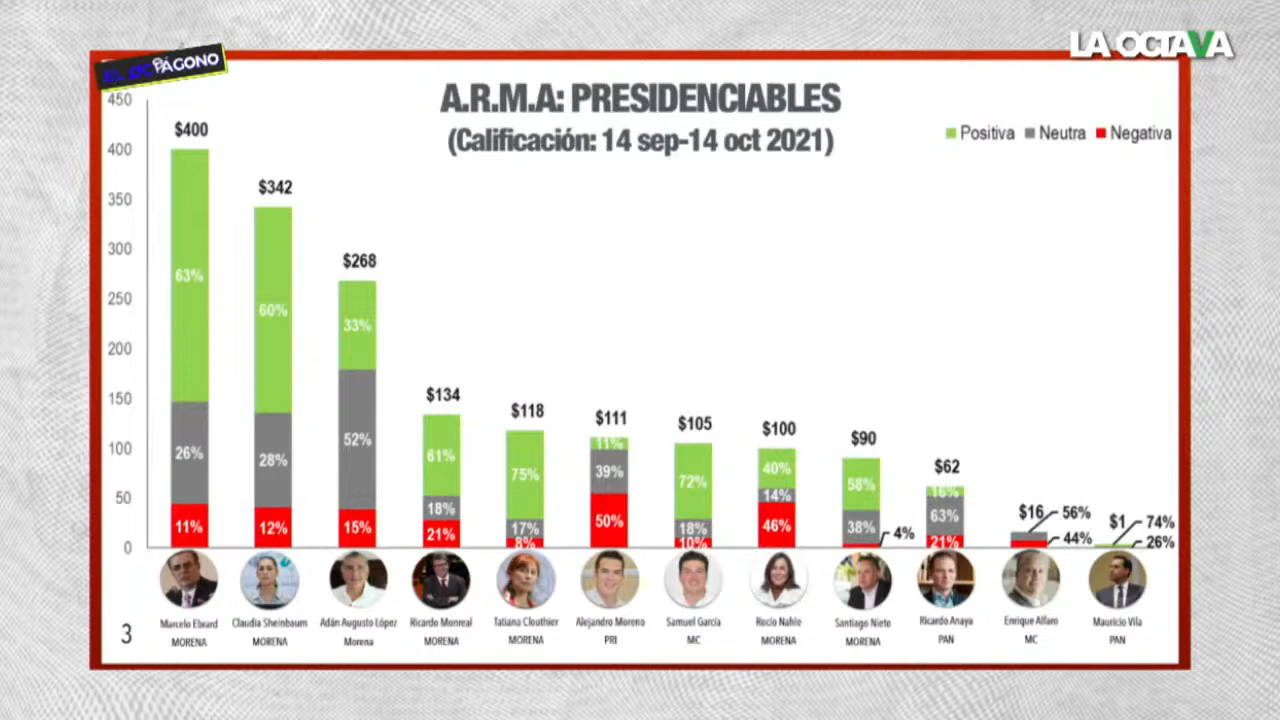 LA OCTAVA
PÁGONO
A.R.M.A: PRESIDENCIABLES
(Calificación: 14 sep-14 oct 2021)
Positiva Neutra Negativa
450
400
350
300
250
200
150
100
50
0
$400
63%
26%
11%
$342
60%
28%
12%
$268
33%
52%
15%
$134
61%
18%
21%
$118
75%
17%
8%
$111
11%
39%
50%
$105
72%
18%
10%
$100
40%
14%
46%
$90
58%
38%
4%
$62
16%
63%
21%
$16
56%
44%
$1
74%
26%
Marcelo Ebrard
MORENA
Claudia Sheinbaum
MORENA
Adán Augusto López
Morena
Ricardo Monreal
MORENA
Tatiana Clouthier
MORENA
Alejandro Moreno
PRI
Samuel García
MC
Rocío Nahle
MORENA
Santiago Nieto
MORENA
Ricardo Anaya
PAN
Enrique Alfaro
MC
Mauricio Vila
PAN
3